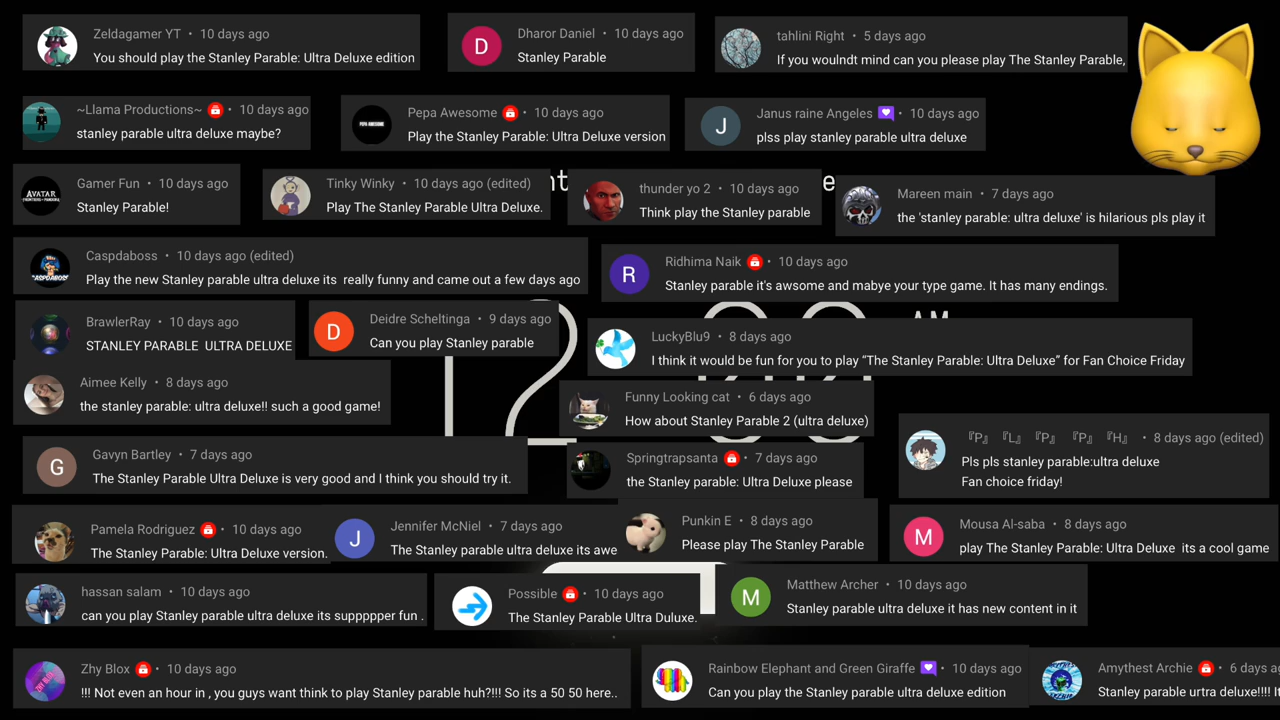 Zeldagamer YT • 10 days ago
You should play the Stanley Parable: Ultra Deluxe edition
D
Dharor Daniel • 10 days ago
Stanley Parable
tahlini Right • 5 days ago
If you woulndt mind can you please play The Stanley Parable,
~Llama Productions~ • 10 days ago
stanley parable ultra deluxe maybe?
PEPA AWESOME
Pepa Awesome • 10 days ago
Play the Stanley Parable: Ultra Deluxe version
J
Janus raine Angeles • 10 days ago
plss play stanley parable ultra deluxe
AVATAR
Gamer Fun • 10 days ago
Stanley Parable!
Tinky Winky • 10 days ago (edited)
Play The Stanley Parable Ultra Deluxe.
thunder yo 2 • 10 days ago
Think play the Stanley parable
Mareen main • 7 days ago
the 'stanley parable: ultra deluxe' is hilarious pls play it
Caspdaboss • 10 days ago (edited)
Play the new Stanley parable ultra deluxe its really funny and came out a few days ago
R
Ridhima Naik • 10 days ago
Stanley parable it's awsome and mabye your type game. It has many endings.
BrawlerRay • 10 days ago
STANLEY PARABLE ULTRA DELUXE
D
Deidre Scheltinga • 9 days ago
Can you play Stanley parable
AM
LuckyBlu9 • 8 days ago
I think it would be fun for you to play “The Stanley Parable: Ultra Deluxe” for Fan Choice Friday
Aimee Kelly • 8 days ago
the stanley parable: ultra deluxe!! such a good game!
Funny Looking cat • 6 days ago
How about Stanley Parable 2 (ultra deluxe)
『P』 『L』 『P』 『P』 『H』 • 8 days ago (edited)
Pls pls stanley parable:ultra deluxe
Fan choice friday!
G
Gavyn Bartley • 7 days ago
The Stanley Parable Ultra Deluxe is very good and I think you should try it.
Springtrapsanta • 7 days ago
the Stanley parable: Ultra Deluxe please
Pamela Rodriguez • 10 days ago
The Stanley Parable: Ultra Deluxe version.
J
Jennifer McNiel • 7 days ago
The Stanley parable ultra deluxe its awe
Punkin E • 8 days ago
Please play The Stanley Parable
M
Mousa Al-saba • 8 days ago
play The Stanley Parable: Ultra Deluxe its a cool game
hassan salam • 10 days ago
can you play Stanley parable ultra deluxe its suppppper fun .
Possible • 10 days ago
The Stanley Parable Ultra Duluxe.
M
Matthew Archer • 10 days ago
Stanley parable ultra deluxe it has new content in it
Zhy Blox • 10 days ago
!!! Not even an hour in , you guys want think to play Stanley parable huh?!!! So its a 50 50 here..
Rainbow Elephant and Green Giraffe • 10 days ago
Can you play the Stanley parable ultra deluxe edition
Amythest Archie • 6 days
Stanley parable urtra deluxe!!!!